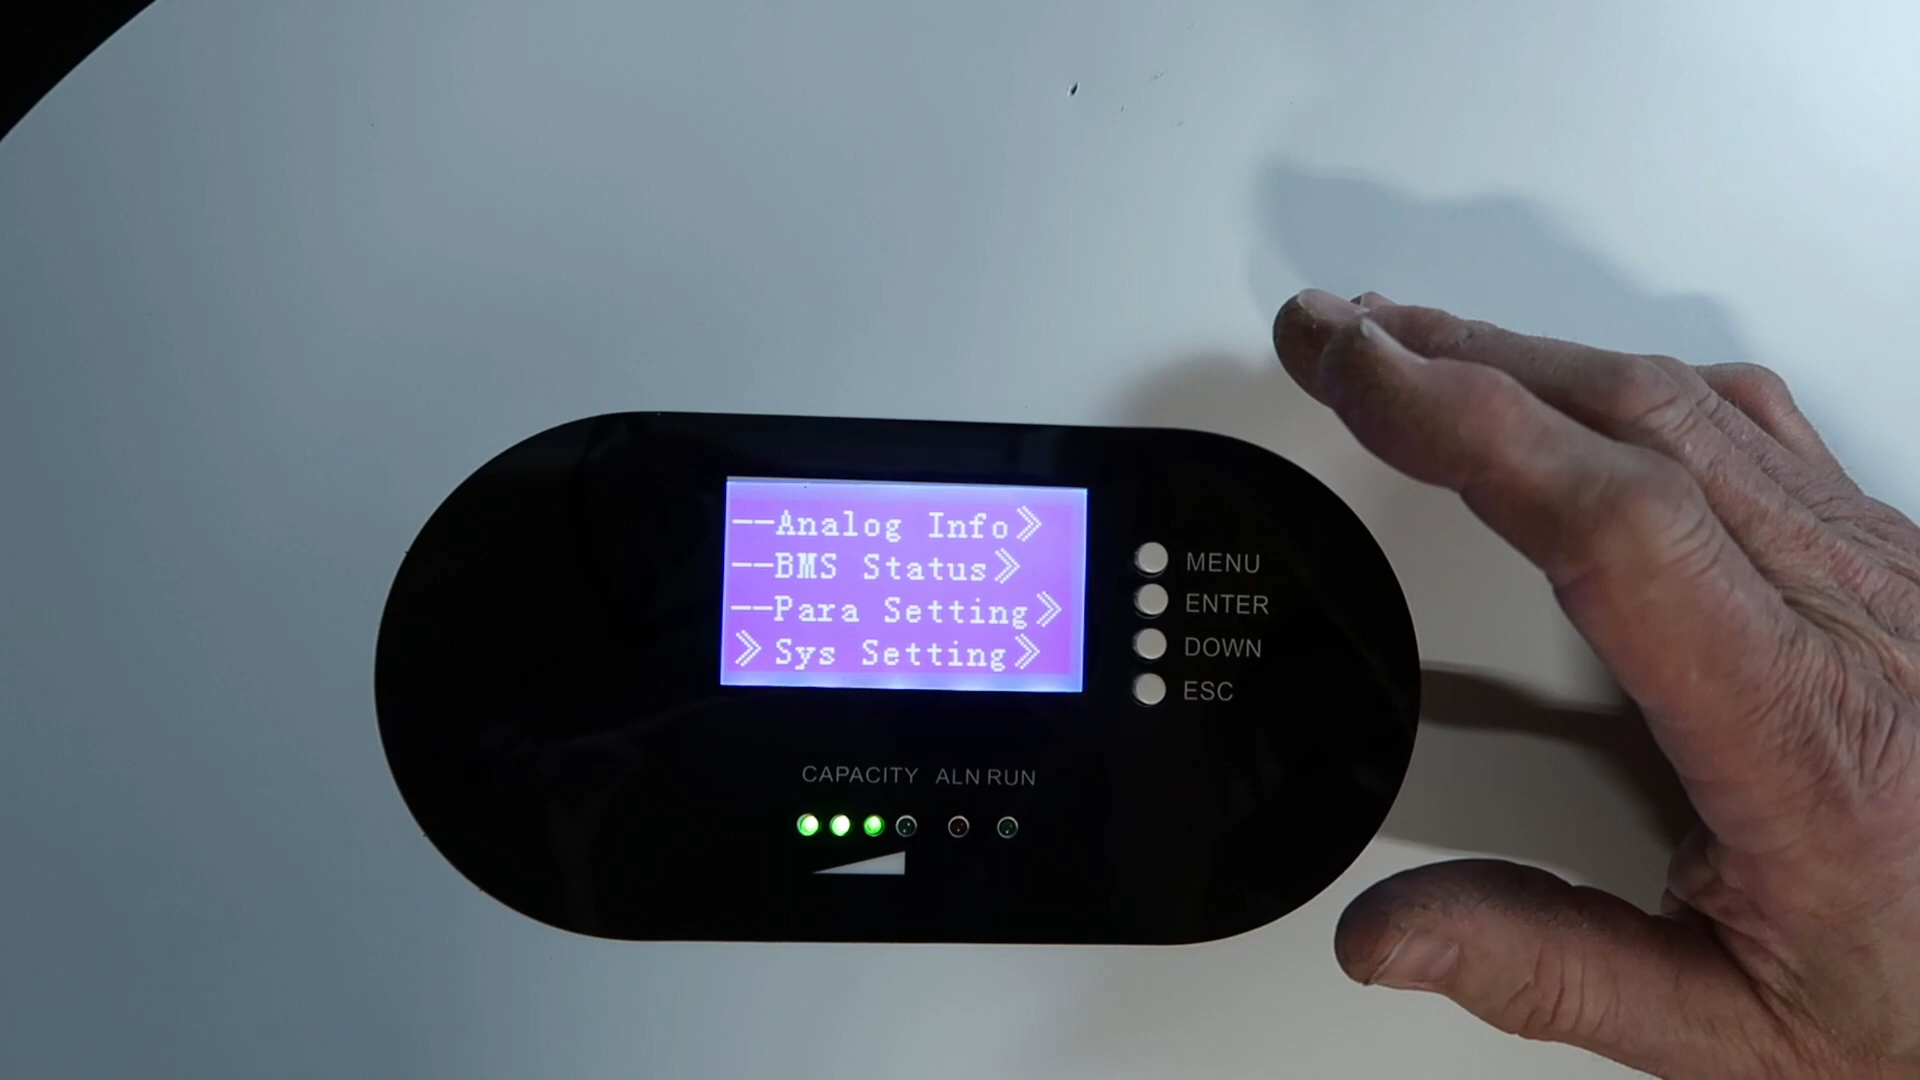 --Analog Info»
--BMS Status»
--Para Setting»
»Sys Setting»
MENU
ENTER
DOWN
ESC
CAPACITY ALN RUN